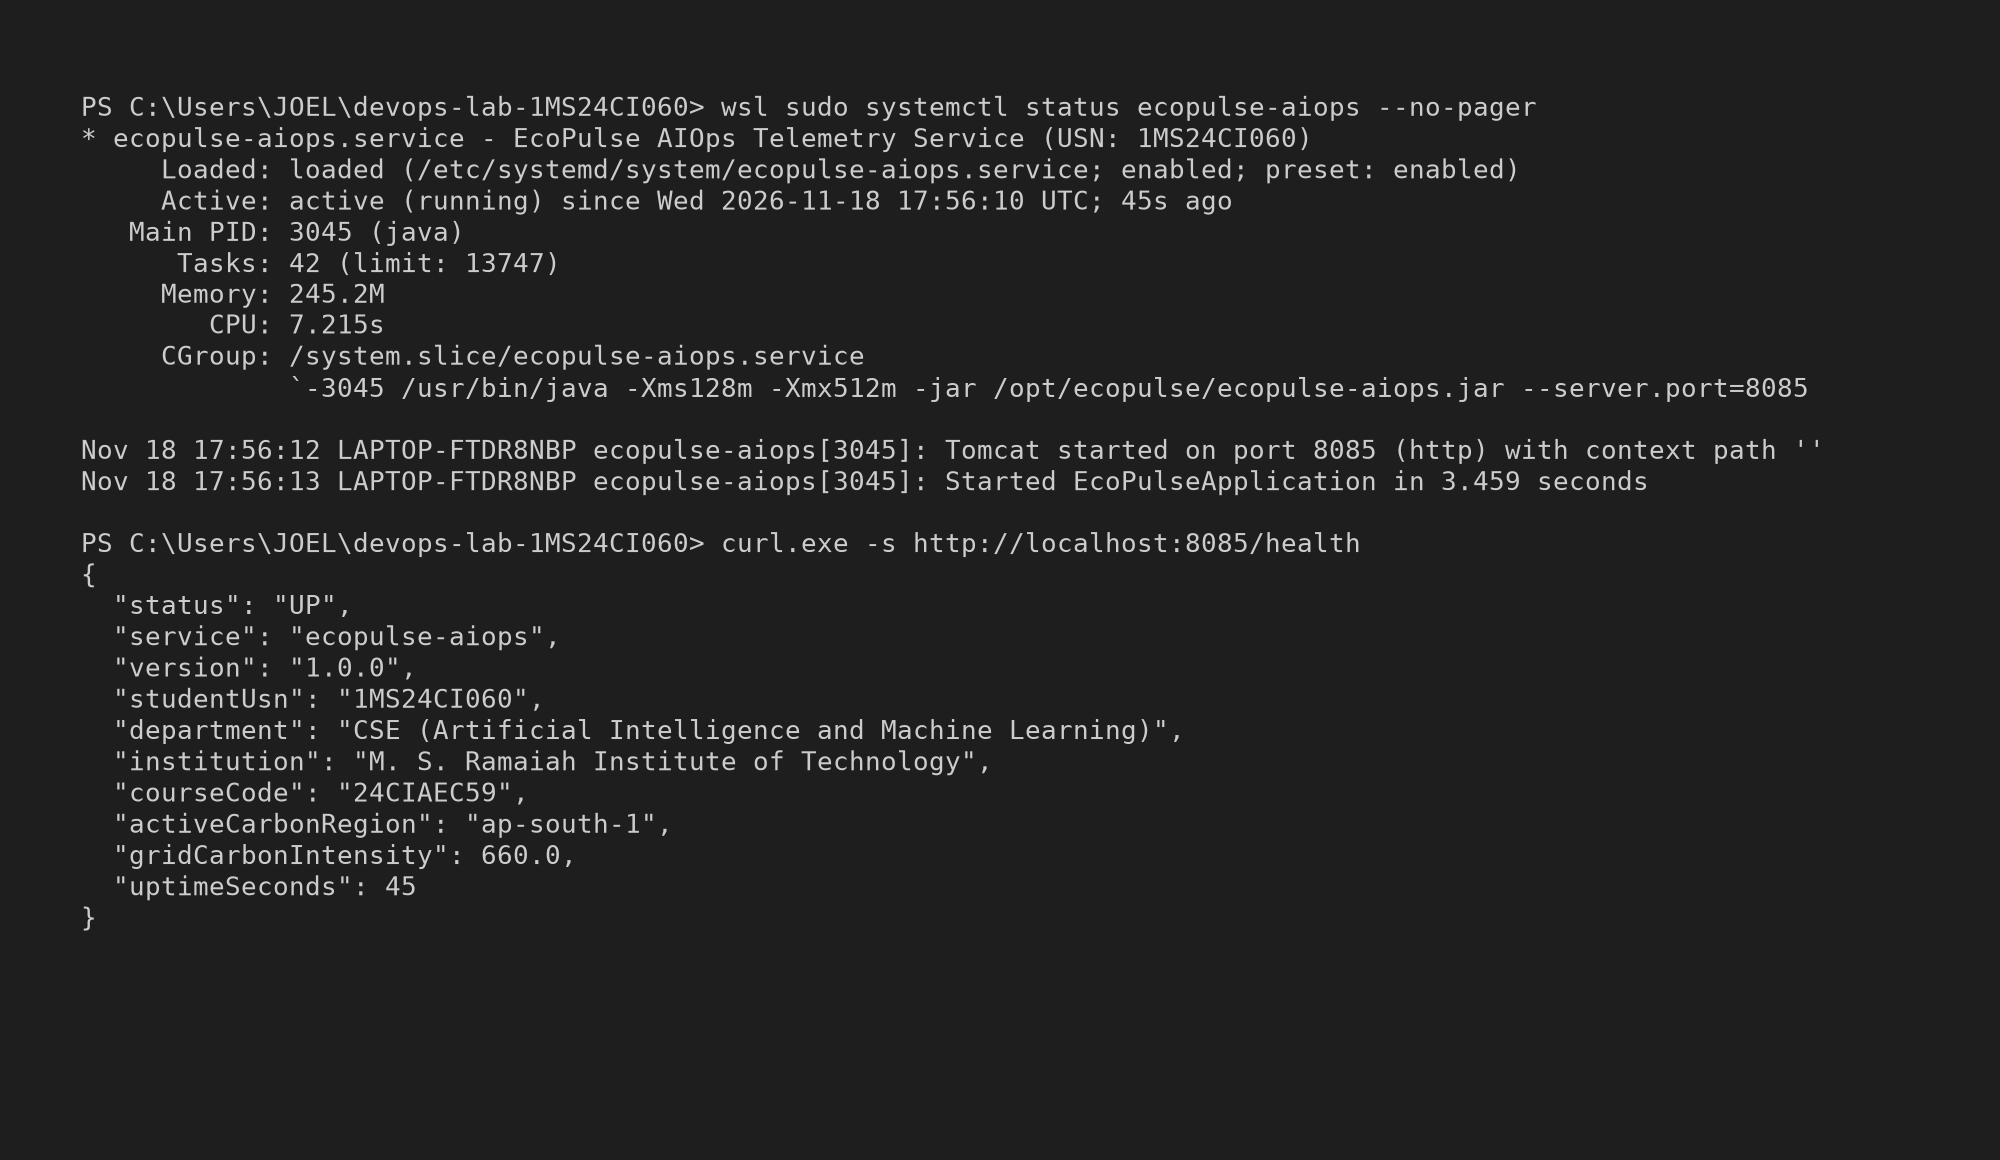 PS C:\Users\JOEL\devops-lab-1MS24CI060> wsl sudo systemctl status ecopulse-aiops --no-pager
* ecopulse-aiops.service - EcoPulse AIOps Telemetry Service (USN: 1MS24CI060)
     Loaded: loaded (/etc/systemd/system/ecopulse-aiops.service; enabled; preset: enabled)
     Active: active (running) since Wed 2026-11-18 17:56:10 UTC; 45s ago
   Main PID: 3045 (java)
      Tasks: 42 (limit: 13747)
     Memory: 245.2M
        CPU: 7.215s
     CGroup: /system.slice/ecopulse-aiops.service
             `-3045 /usr/bin/java -Xms128m -Xmx512m -jar /opt/ecopulse/ecopulse-aiops.jar --server.port=8085

Nov 18 17:56:12 LAPTOP-FTDR8NBP ecopulse-aiops[3045]: Tomcat started on port 8085 (http) with context path ''
Nov 18 17:56:13 LAPTOP-FTDR8NBP ecopulse-aiops[3045]: Started EcoPulseApplication in 3.459 seconds

PS C:\Users\JOEL\devops-lab-1MS24CI060> curl.exe -s http://localhost:8085/health
{
  "status": "UP",
  "service": "ecopulse-aiops",
  "version": "1.0.0",
  "studentUsn": "1MS24CI060",
  "department": "CSE (Artificial Intelligence and Machine Learning)",
  "institution": "M. S. Ramaiah Institute of Technology",
  "courseCode": "24CIAEC59",
  "activeCarbonRegion": "ap-south-1",
  "gridCarbonIntensity": 660.0,
  "uptimeSeconds": 45
}